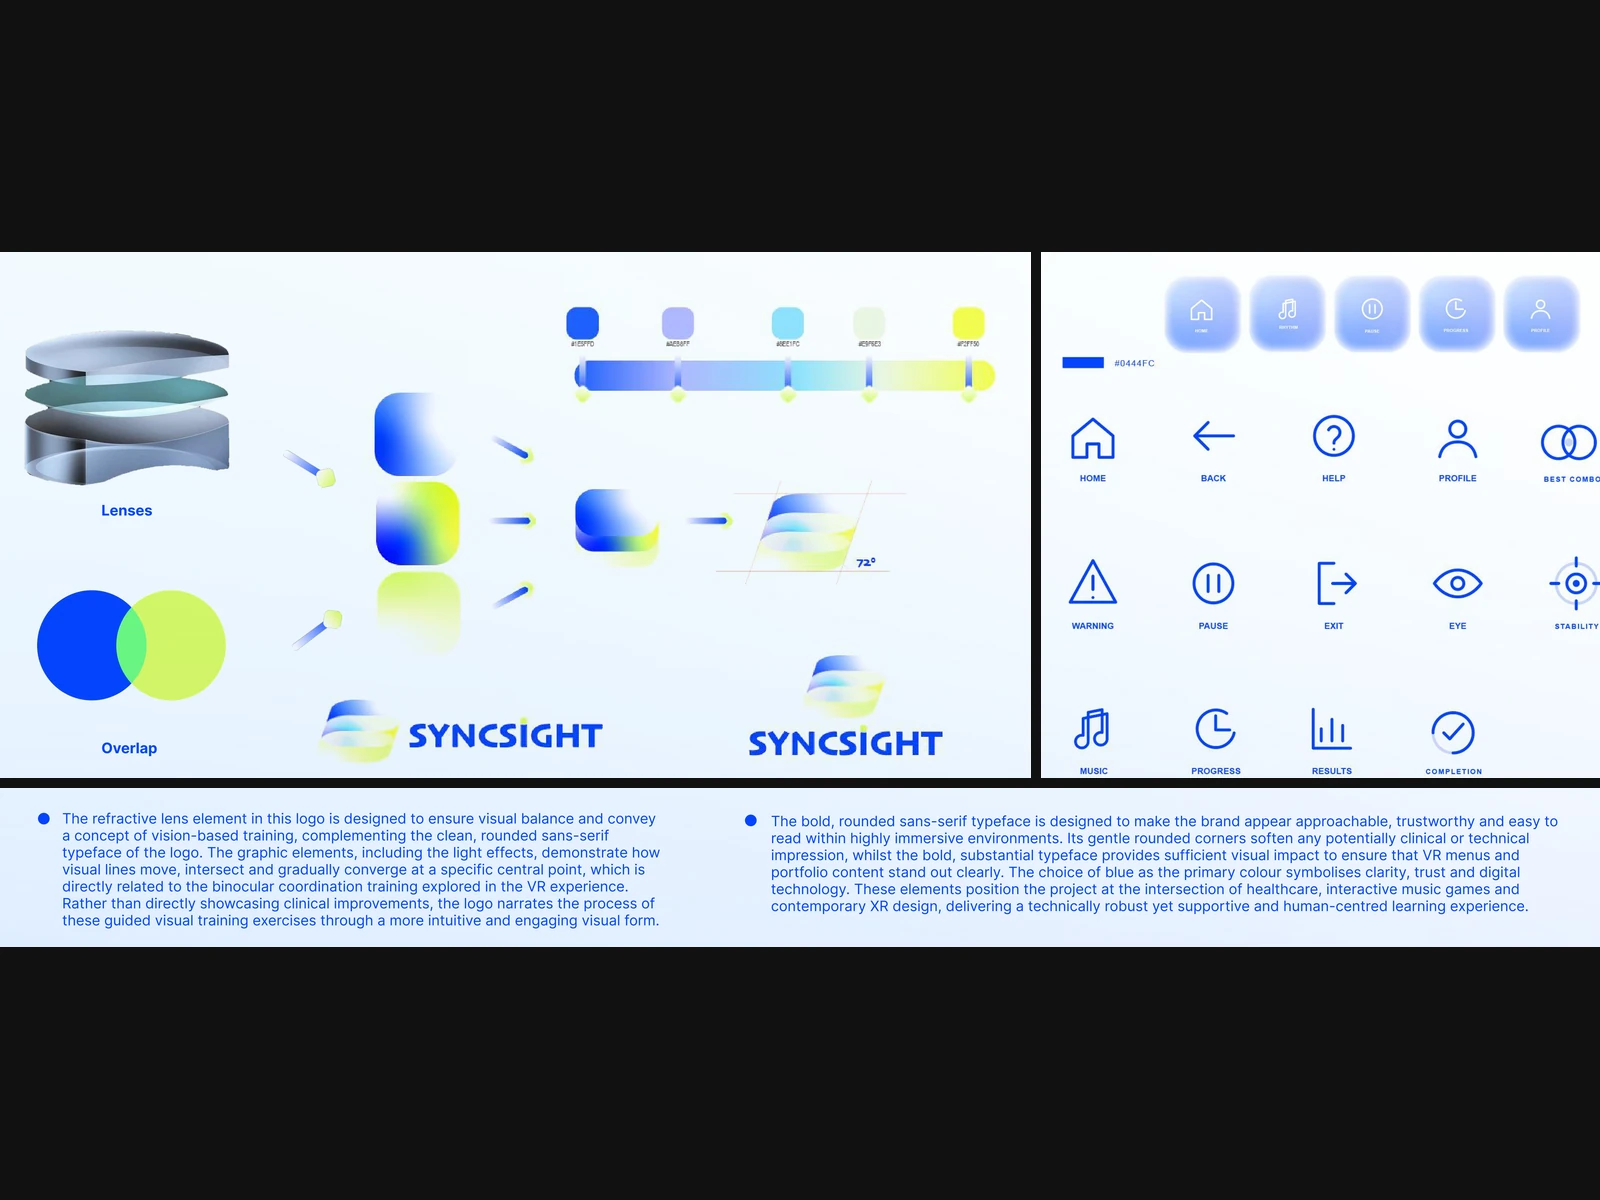 #0444FC
HOME
PAUSE
PROGRESS
PROFILE
Lenses
72°
Overlap
SYNCSiGHT
SYNCSiGHT
HOME
BACK
HELP
PROFILE
BEST COMBO
WARNING
PAUSE
EXIT
EYE
STABILITY
MUSIC
PROGRESS
RESULTS
COMPLETION
The refractive lens element in this logo is designed to ensure visual balance and convey
a concept of vision-based training, complementing the clean, rounded sans-serif
typeface of the logo. The graphic elements, including the light effects, demonstrate how
visual lines move, intersect and gradually converge at a specific central point, which is
directly related to the binocular coordination training explored in the VR experience.
Rather than directly showcasing clinical improvements, the logo narrates the process of
these guided visual training exercises through a more intuitive and engaging visual form.
The bold, rounded sans-serif typeface is designed to make the brand appear approachable, trustworthy and easy to
read within highly immersive environments. Its gentle rounded corners soften any potentially clinical or technical
impression, whilst the bold, substantial typeface provides sufficient visual impact to ensure that VR menus and
portfolio content stand out clearly. The choice of blue as the primary colour symbolises clarity, trust and digital
technology. These elements position the project at the intersection of healthcare, interactive music games and
contemporary XR design, delivering a technically robust yet supportive and human-centred learning experience.